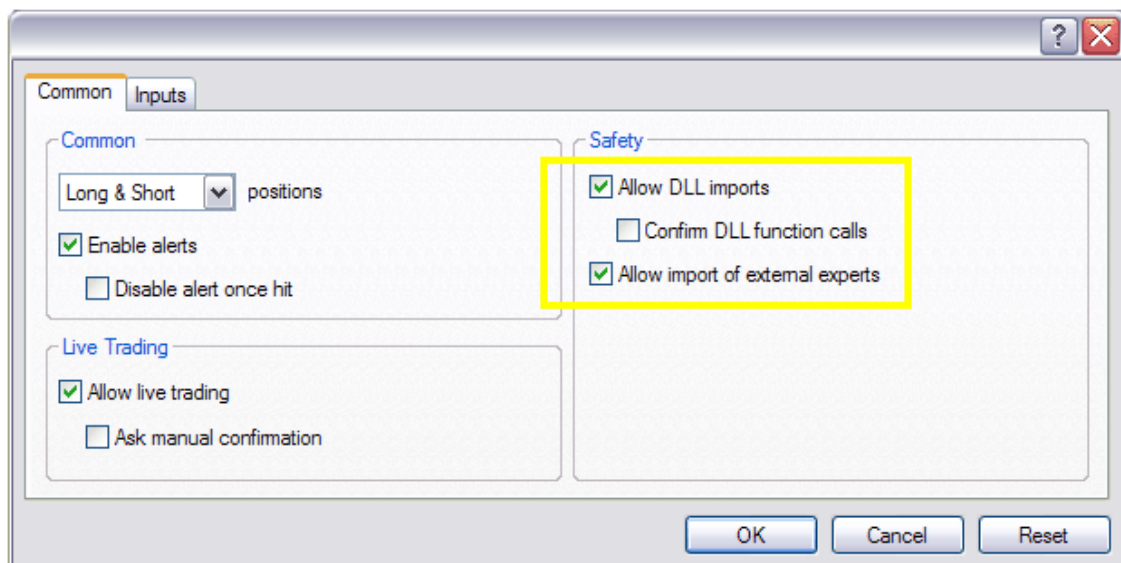 ?
Common
Inputs
Common
Long & Short
positions
Enable alerts
Disable alert once hit
Live Trading
Allow live trading
Ask manual confirmation
Safety
Allow DLL imports
Confirm DLL function calls
Allow import of external experts
OK
Cancel
Reset